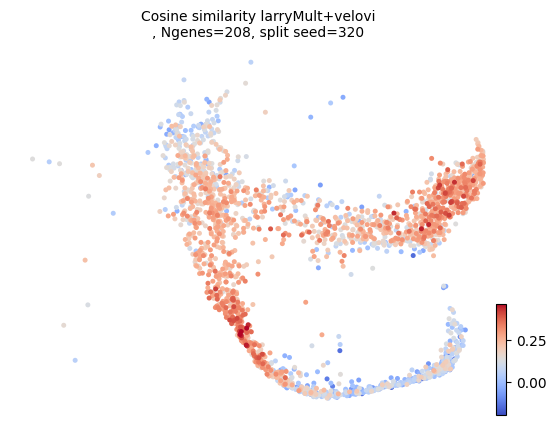 Cosine similarity larryMult+velovi
, Ngenes=208, split seed=320
0.25
0.00